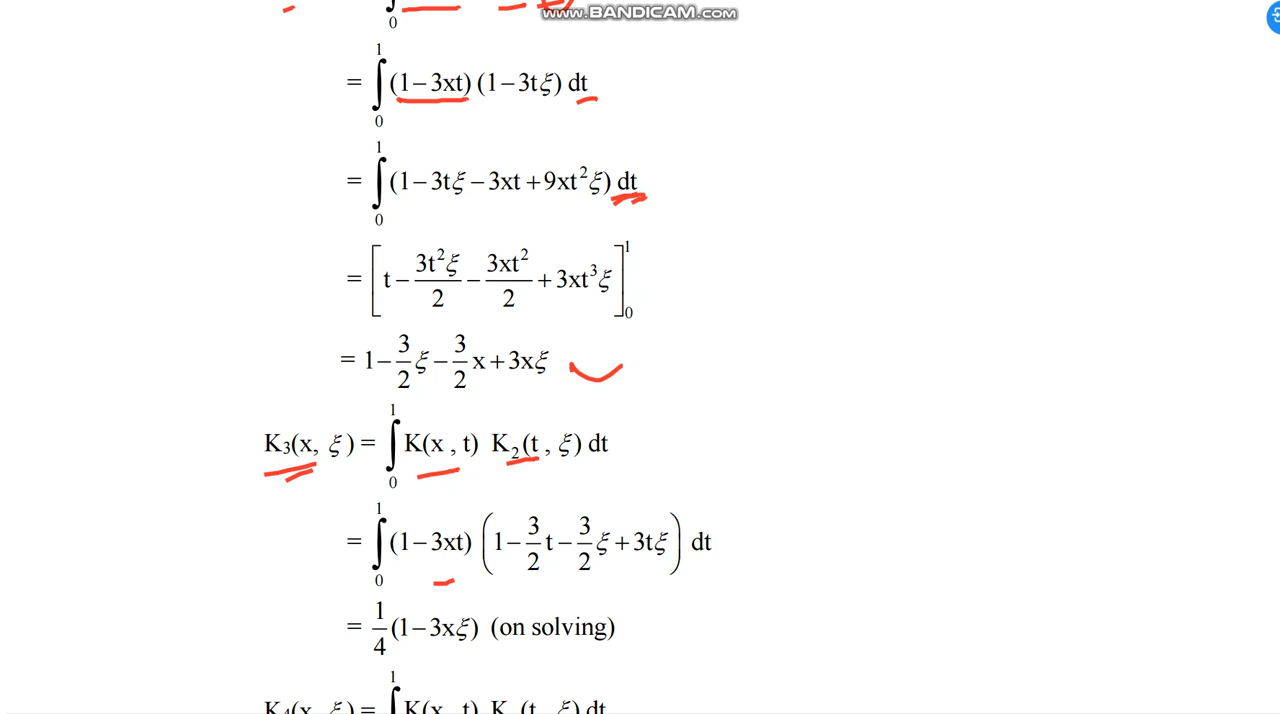 www.BANDICAM.com
0
= ∫₀¹ (1 – 3xt) (1 – 3tξ) dt
= ∫₀¹ (1 – 3tξ – 3xt + 9xt²ξ) dt
= [ t – 3t²ξ/2 – 3xt²/2 + 3xt³ξ ]₀¹
= 1 – 3/2 ξ – 3/2 x + 3xξ
K₃(x, ξ) = ∫₀¹ K(x , t) K₂(t , ξ) dt
= ∫₀¹ (1 – 3xt) (1 – 3/2 t – 3/2 ξ + 3tξ) dt
= 1/4 (1 – 3xξ) (on solving)